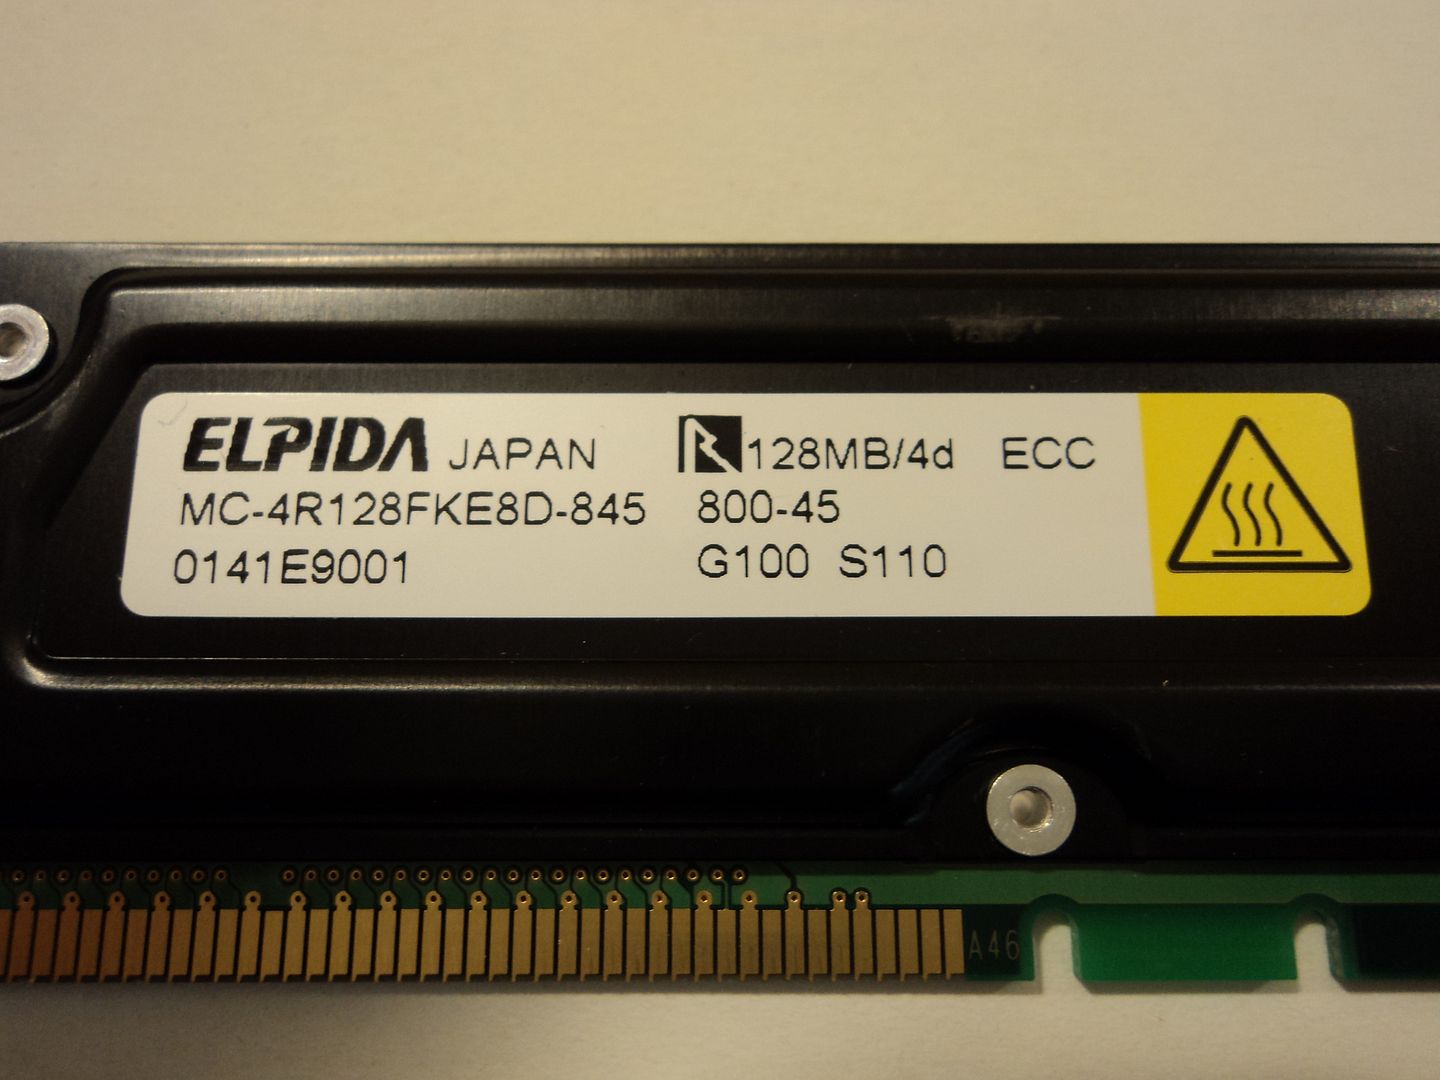 ELPIDA JAPAN 128MB/4d ECC
MC-4R128FKE8D-845 800-45
0141E9001 G100 S110
A46